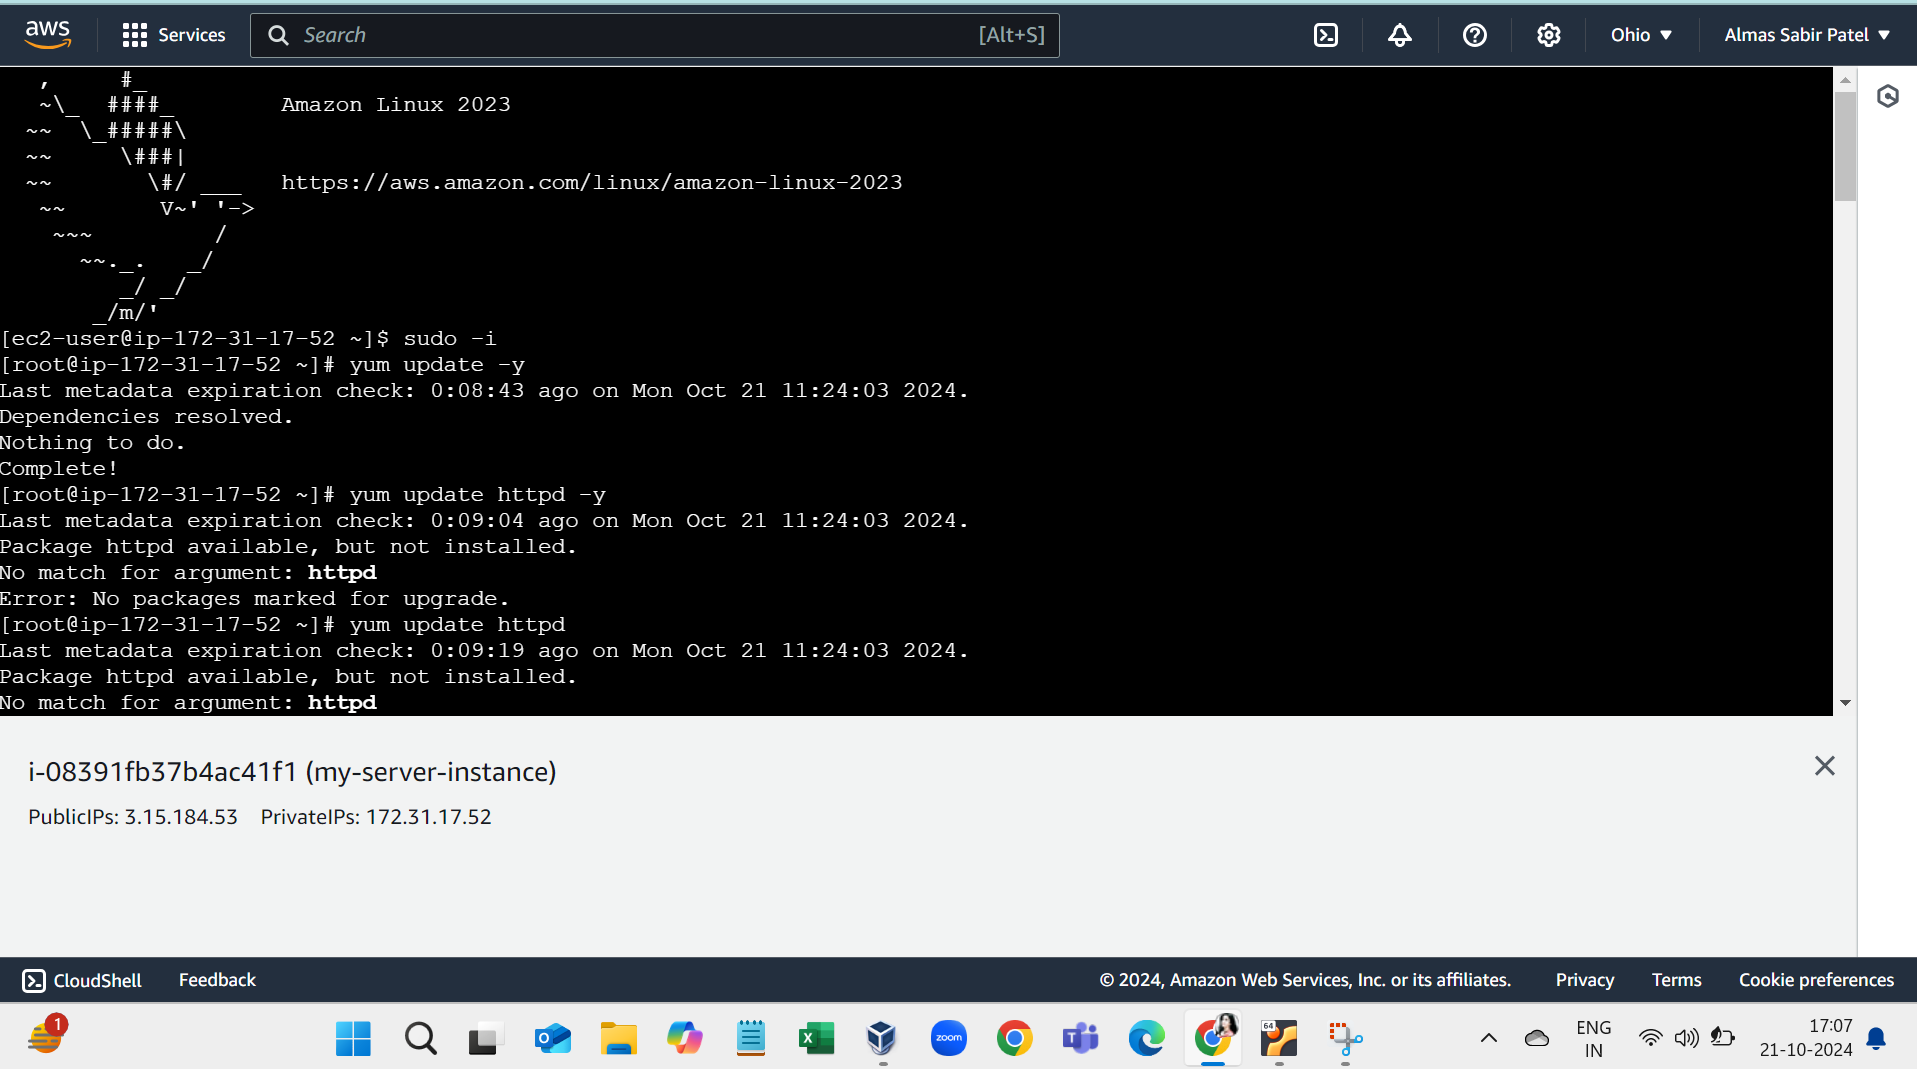 aws
Services
Search
[Alt+S]
Ohio ▼
Almas Sabir Patel ▼
   ,     #_
   ~\_  ####_        Amazon Linux 2023
  ~~  \_#####\
  ~~     \###|
  ~~       \#/ ___   https://aws.amazon.com/linux/amazon-linux-2023
   ~~       V~' '->
    ~~~         /
      ~~._.   _/
         _/ _/
       _/m/'
[ec2-user@ip-172-31-17-52 ~]$ sudo -i
[root@ip-172-31-17-52 ~]# yum update -y
Last metadata expiration check: 0:08:43 ago on Mon Oct 21 11:24:03 2024.
Dependencies resolved.
Nothing to do.
Complete!
[root@ip-172-31-17-52 ~]# yum update httpd -y
Last metadata expiration check: 0:09:04 ago on Mon Oct 21 11:24:03 2024.
Package httpd available, but not installed.
No match for argument: httpd
Error: No packages marked for upgrade.
[root@ip-172-31-17-52 ~]# yum update httpd
Last metadata expiration check: 0:09:19 ago on Mon Oct 21 11:24:03 2024.
Package httpd available, but not installed.
No match for argument: httpd
i-08391fb37b4ac41f1 (my-server-instance)
PublicIPs: 3.15.184.53 PrivateIPs: 172.31.17.52
CloudShell
Feedback
© 2024, Amazon Web Services, Inc. or its affiliates.
Privacy
Terms
Cookie preferences
1
zoom
64
ENG
IN
17:07
21-10-2024